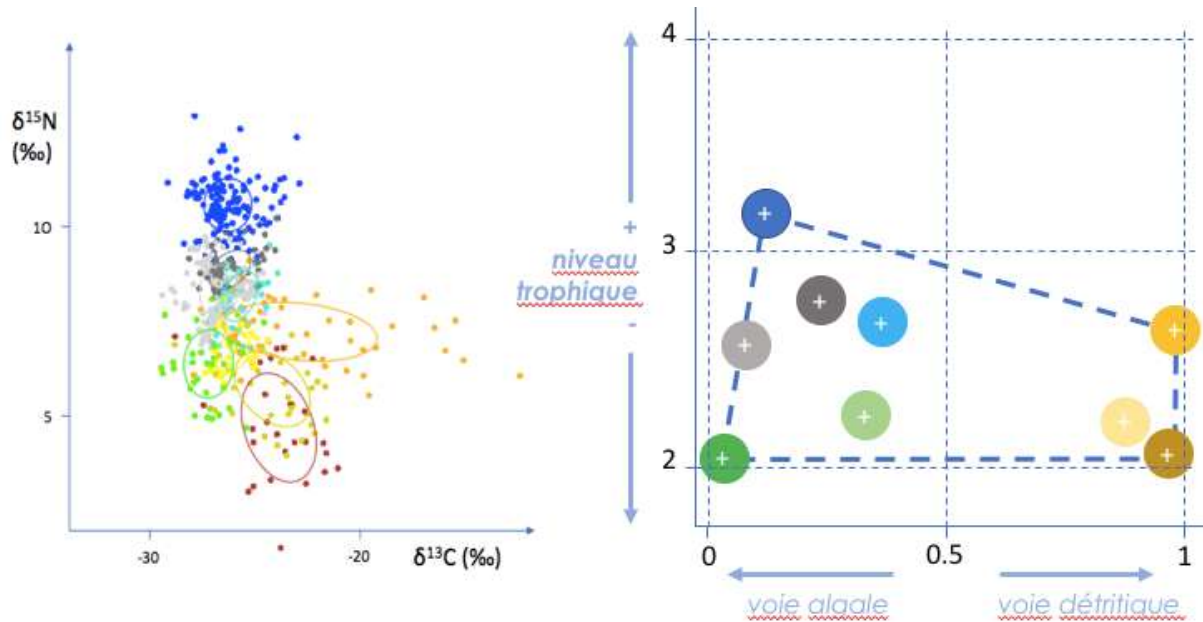 δ¹⁵N
(‰)
10
5
-30
-20
δ¹³C (‰)
+
niveau
trophique
-
4
3
2
0
0.5
1
voie algale
voie détritique